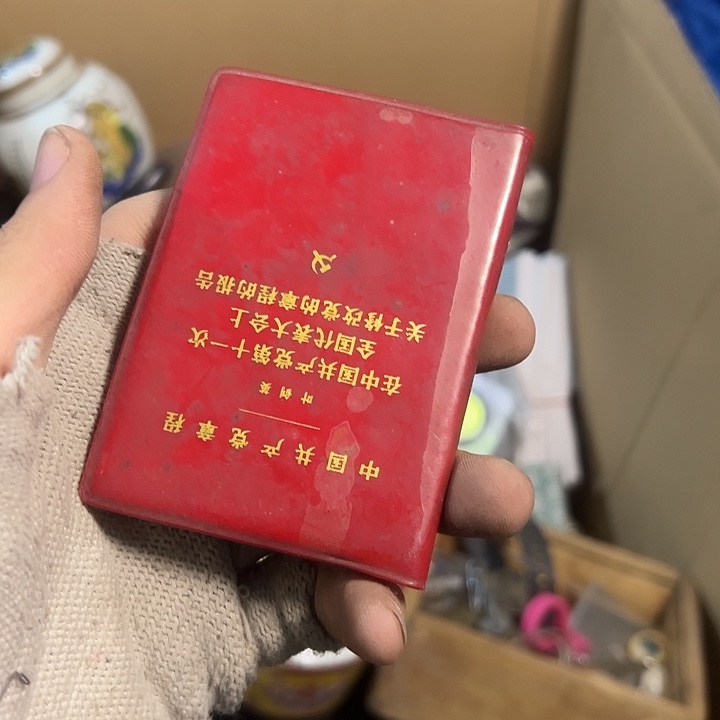 中国共产党章程
叶剑英
在中国共产党第十一次
全国代表大会上
关于修改党的章程的报告